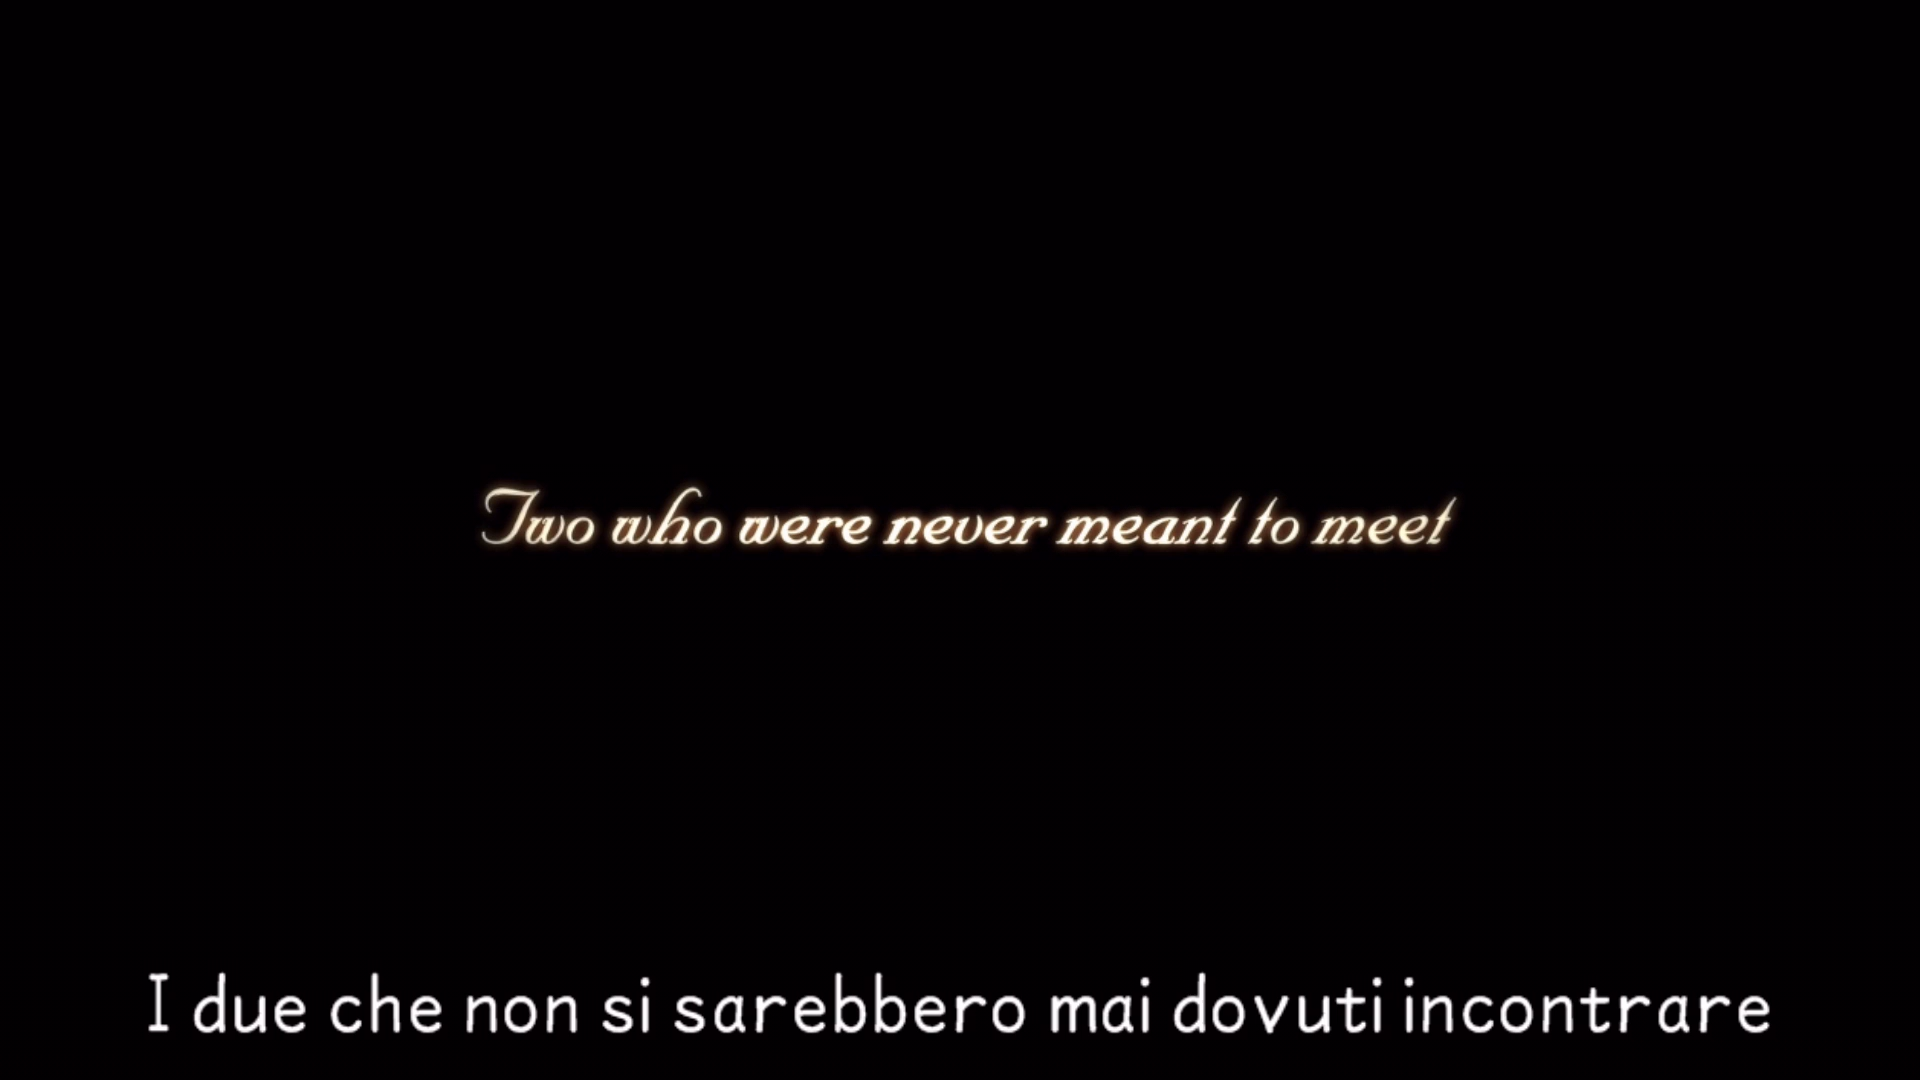 Two who were never meant to meet
I due che non si sarebbero mai dovuti incontrare